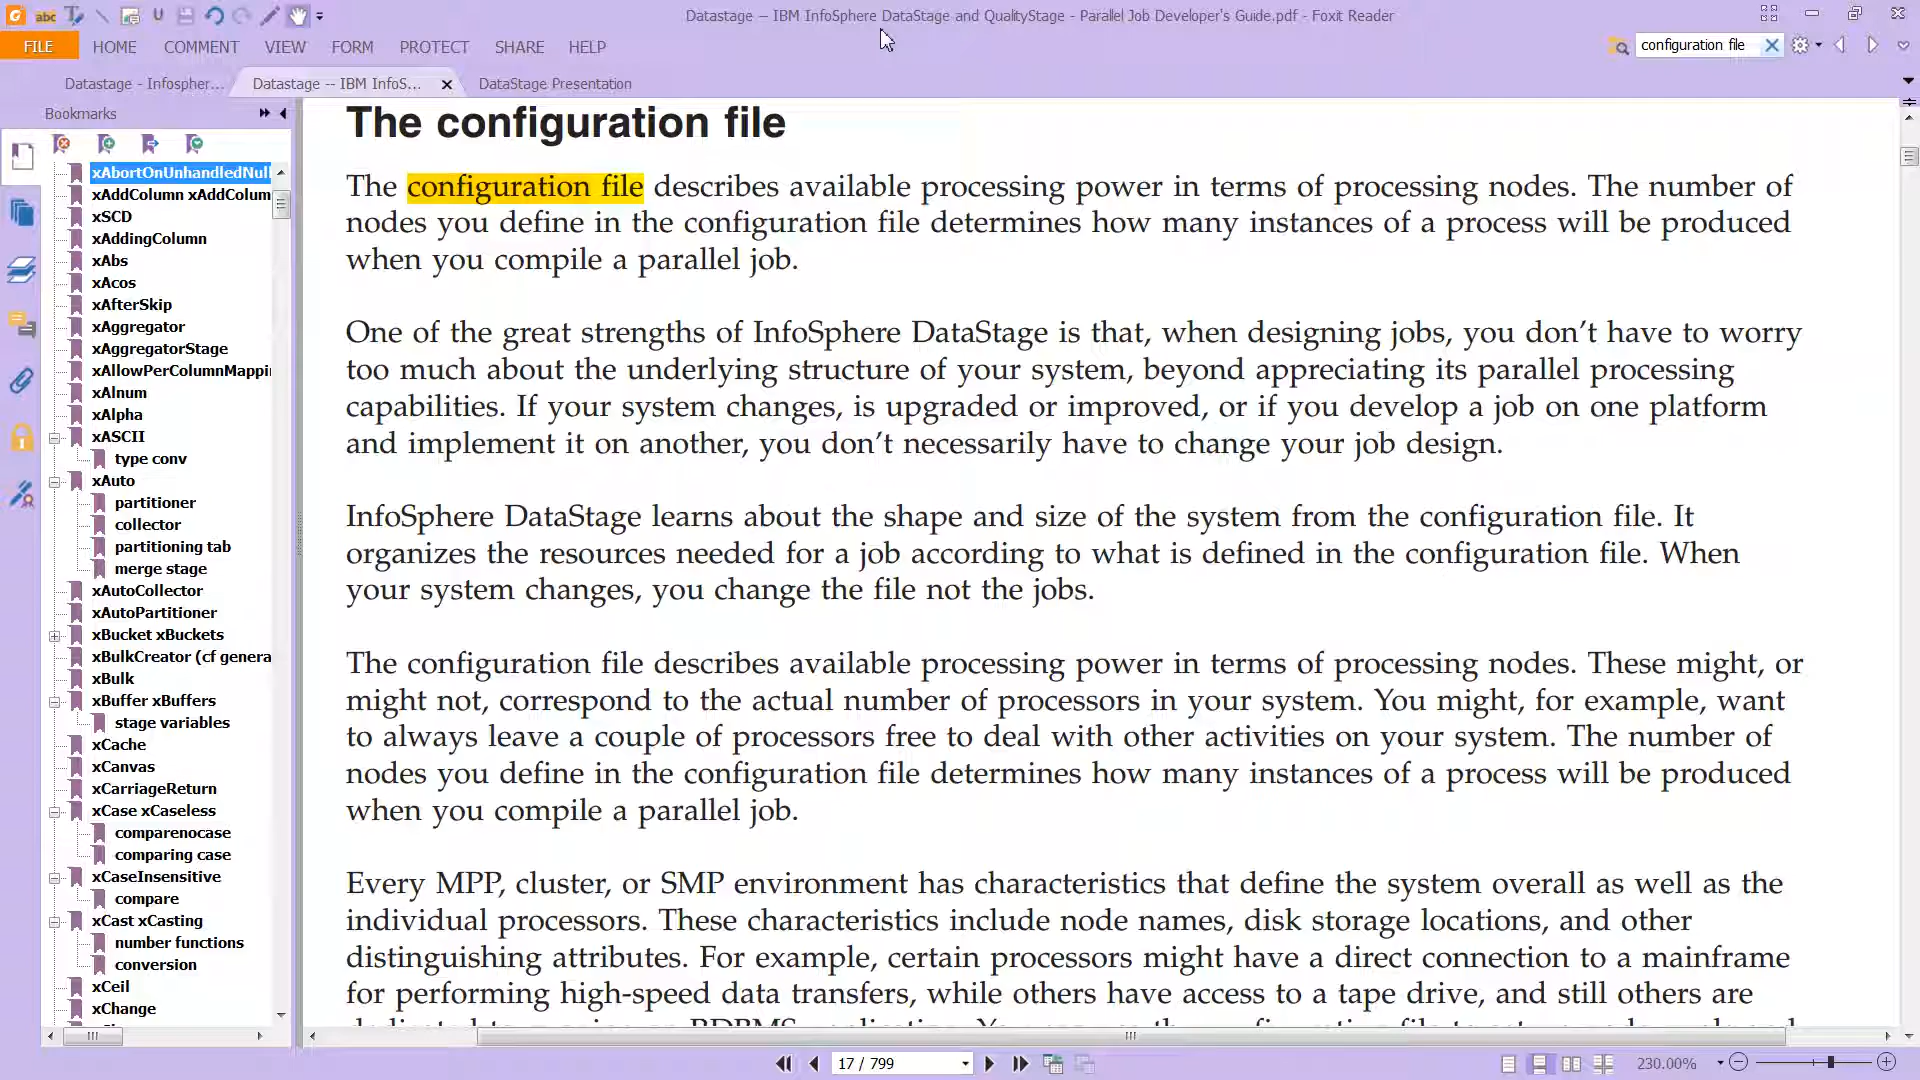 Datastage -- IBM InfoSphere DataStage and QualityStage - Parallel Job Developer's Guide.pdf - Foxit Reader
FILE HOME COMMENT VIEW FORM PROTECT SHARE HELP
configuration file
Datastage - Infospher...
Datastage -- IBM InfoS...
DataStage Presentation
Bookmarks
xAbortOnUnhandledNull
xAddColumn xAddColum
xSCD
xAddingColumn
xAbs
xAcos
xAfterSkip
xAggregator
xAggregatorStage
xAllowPerColumnMappi
xAlnum
xAlpha
xASCII
type conv
xAuto
partitioner
collector
partitioning tab
merge stage
xAutoCollector
xAutoPartitioner
xBucket xBuckets
xBulkCreator (cf genera
xBulk
xBuffer xBuffers
stage variables
xCache
xCanvas
xCarriageReturn
xCase xCaseless
comparenocase
comparing case
xCaseInsensitive
compare
xCast xCasting
number functions
conversion
xCeil
xChange
The configuration file
The configuration file describes available processing power in terms of processing nodes. The number of
nodes you define in the configuration file determines how many instances of a process will be produced
when you compile a parallel job.
One of the great strengths of InfoSphere DataStage is that, when designing jobs, you don't have to worry
too much about the underlying structure of your system, beyond appreciating its parallel processing
capabilities. If your system changes, is upgraded or improved, or if you develop a job on one platform
and implement it on another, you don't necessarily have to change your job design.
InfoSphere DataStage learns about the shape and size of the system from the configuration file. It
organizes the resources needed for a job according to what is defined in the configuration file. When
your system changes, you change the file not the jobs.
The configuration file describes available processing power in terms of processing nodes. These might, or
might not, correspond to the actual number of processors in your system. You might, for example, want
to always leave a couple of processors free to deal with other activities on your system. The number of
nodes you define in the configuration file determines how many instances of a process will be produced
when you compile a parallel job.
Every MPP, cluster, or SMP environment has characteristics that define the system overall as well as the
individual processors. These characteristics include node names, disk storage locations, and other
distinguishing attributes. For example, certain processors might have a direct connection to a mainframe
for performing high-speed data transfers, while others have access to a tape drive, and still others are
17 / 799
230.00%